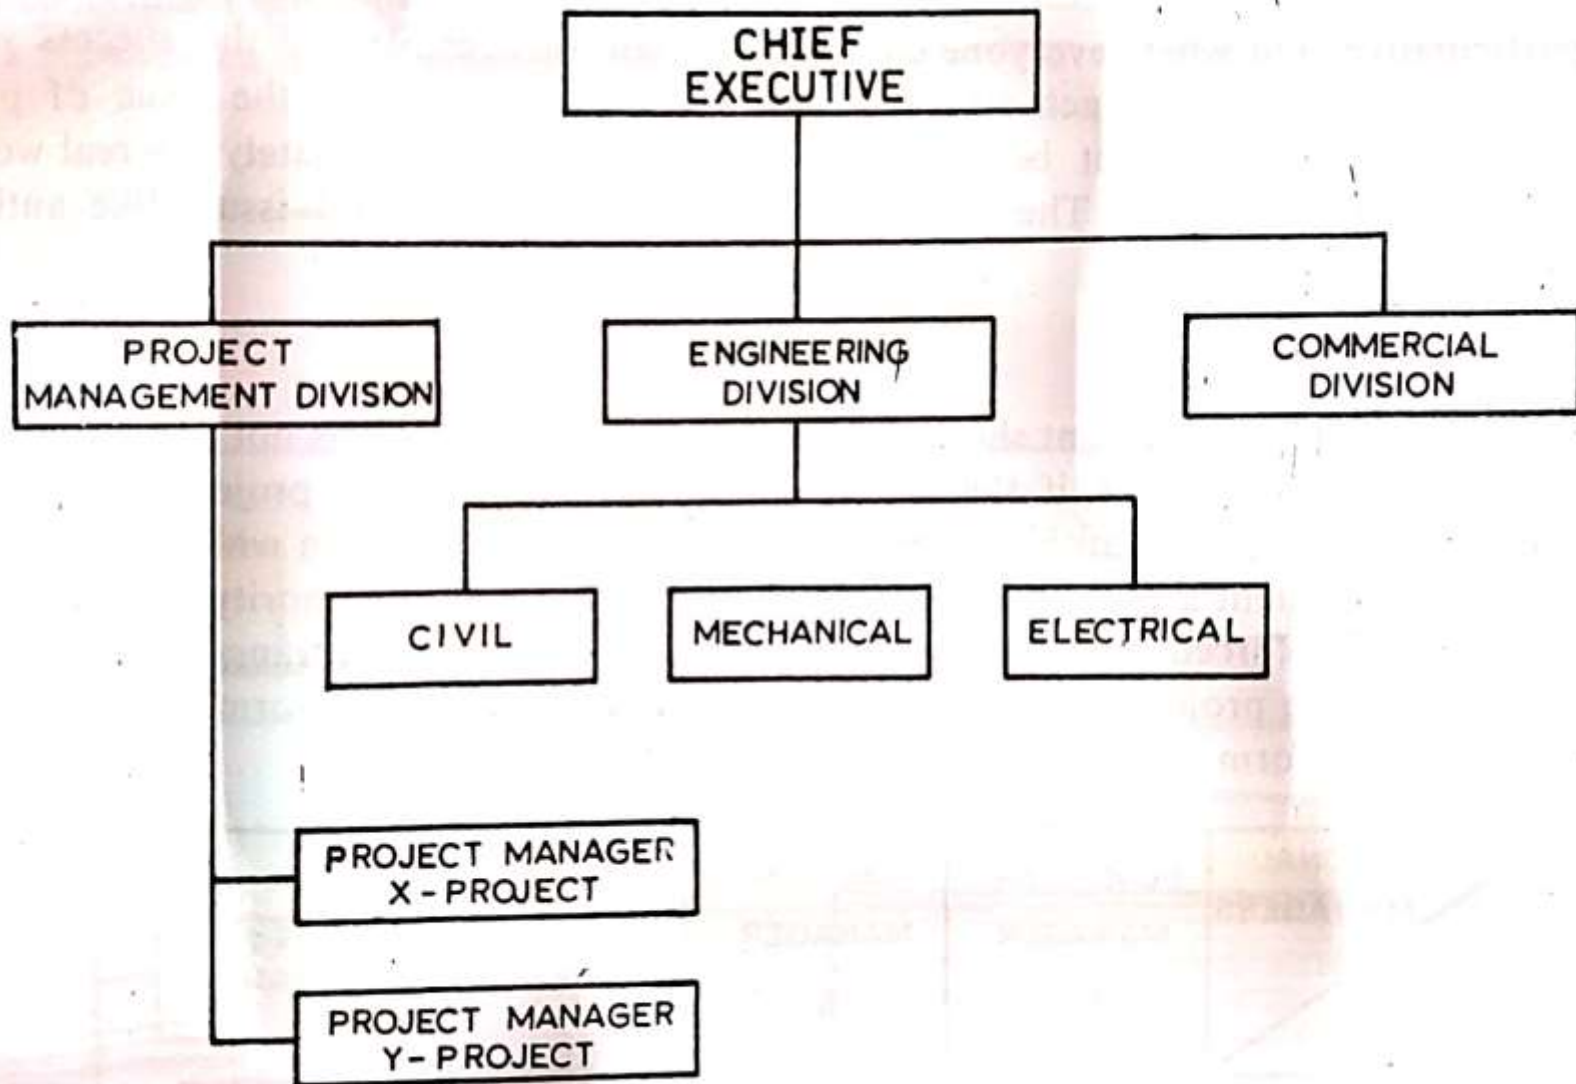 CHIEF
EXECUTIVE
PROJECT
MANAGEMENT DIVISION
ENGINEERING
DIVISION
COMMERCIAL
DIVISION
CIVIL
MECHANICAL
ELECTRICAL
PROJECT MANAGER
X - PROJECT
PROJECT MANAGER
Y - PROJECT